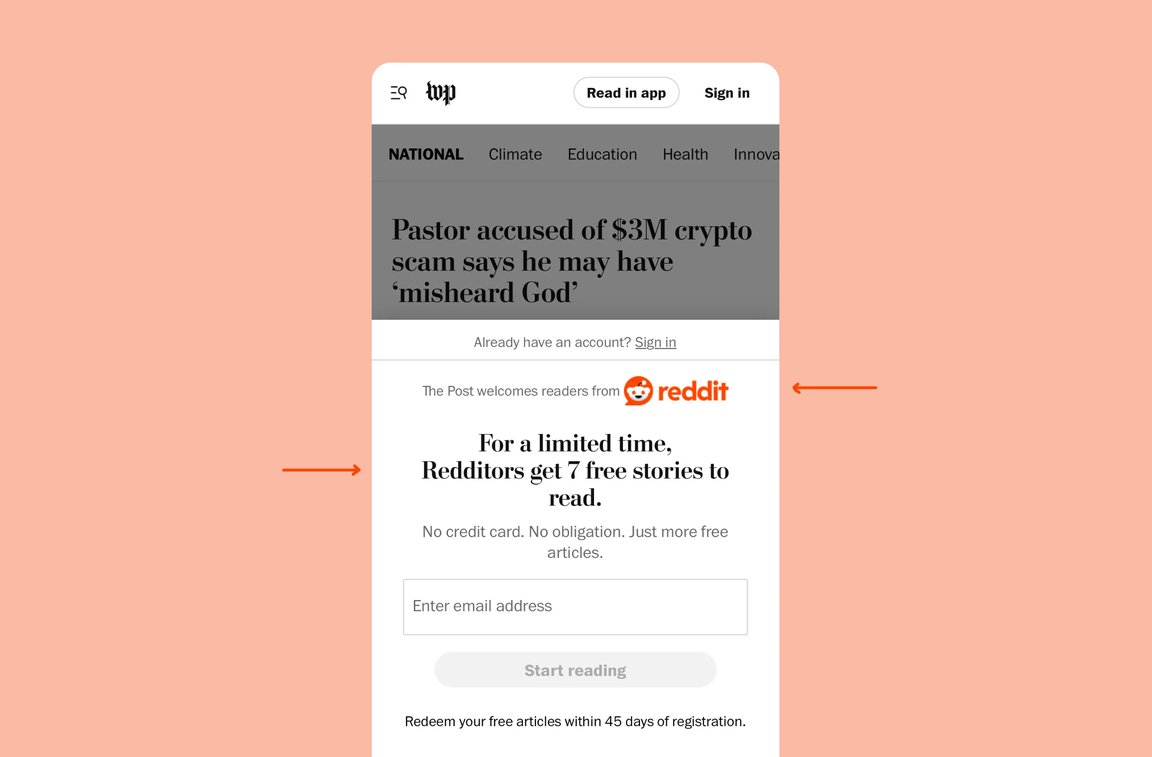 wp
Read in app
Sign in
NATIONAL Climate Education Health Innova
Pastor accused of $3M crypto
scam says he may have
‘misheard God’
Already have an account? Sign in
The Post welcomes readers from reddit
For a limited time,
Redditors get 7 free stories to
read.
No credit card. No obligation. Just more free
articles.
Enter email address
Start reading
Redeem your free articles within 45 days of registration.